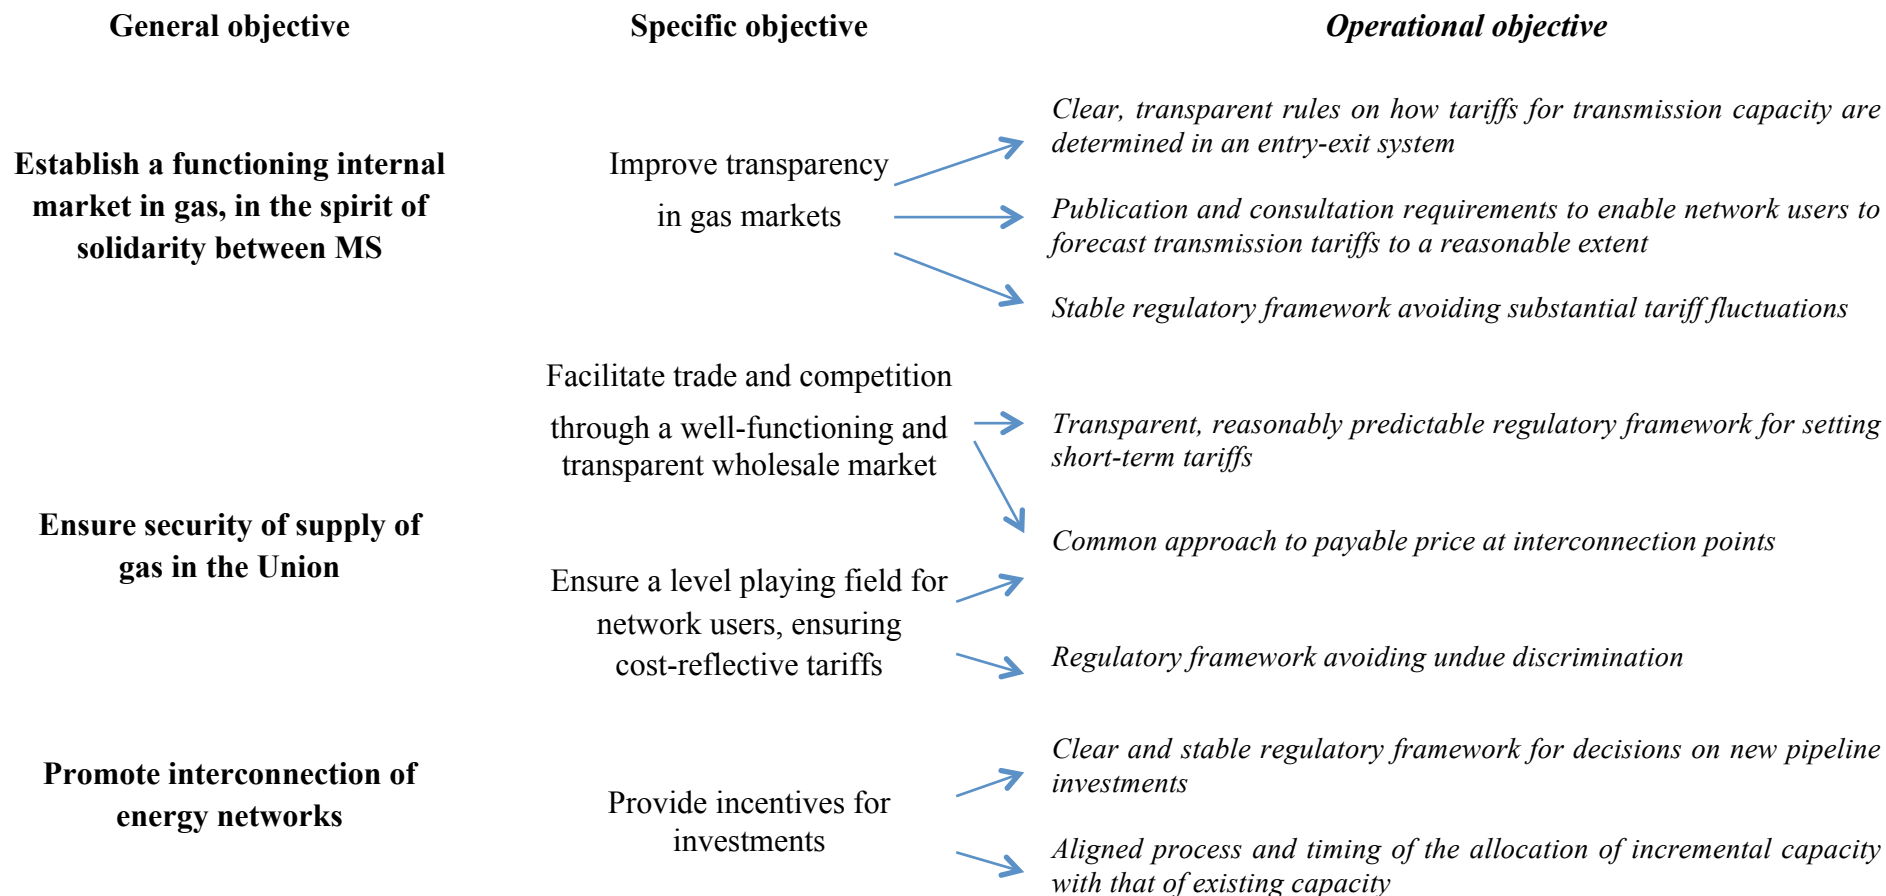 General objective
Specific objective
Operational objective
Establish a functioning internal
market in gas, in the spirit of
solidarity between MS
Improve transparency
in gas markets
Clear, transparent rules on how tariffs for transmission capacity are
determined in an entry-exit system
Publication and consultation requirements to enable network users to
forecast transmission tariffs to a reasonable extent
Stable regulatory framework avoiding substantial tariff fluctuations
Facilitate trade and competition
through a well-functioning and
transparent wholesale market
Transparent, reasonably predictable regulatory framework for setting
short-term tariffs
Ensure security of supply of
gas in the Union
Common approach to payable price at interconnection points
Ensure a level playing field for
network users, ensuring
cost-reflective tariffs
Regulatory framework avoiding undue discrimination
Promote interconnection of
energy networks
Provide incentives for
investments
Clear and stable regulatory framework for decisions on new pipeline
investments
Aligned process and timing of the allocation of incremental capacity
with that of existing capacity